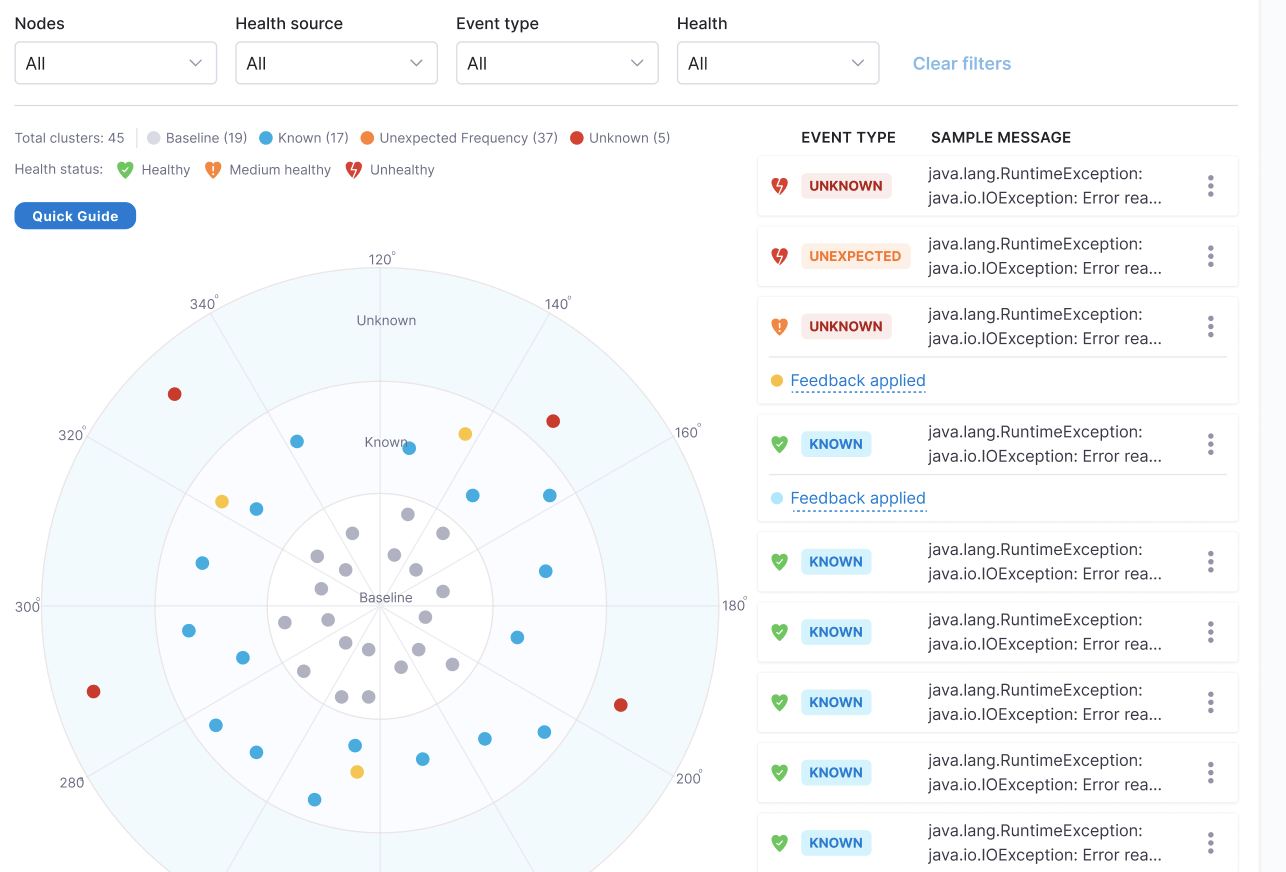 Nodes
Health source
Event type
Health
All
All
All
All
Clear filters
Total clusters: 45
Baseline (19)
Known (17)
Unexpected Frequency (37)
Unknown (5)
Health status:
Healthy
Medium healthy
Unhealthy
Quick Guide
120°
340°
140°
Unknown
320°
160°
Known
Baseline
300°
180°
280°
200°
EVENT TYPE
SAMPLE MESSAGE
UNKNOWN
java.lang.RuntimeException:
java.io.IOException: Error rea...
UNEXPECTED
java.lang.RuntimeException:
java.io.IOException: Error rea...
UNKNOWN
java.lang.RuntimeException:
java.io.IOException: Error rea...
Feedback applied
KNOWN
java.lang.RuntimeException:
java.io.IOException: Error rea...
Feedback applied
KNOWN
java.lang.RuntimeException:
java.io.IOException: Error rea...
KNOWN
java.lang.RuntimeException:
java.io.IOException: Error rea...
KNOWN
java.lang.RuntimeException:
java.io.IOException: Error rea...
KNOWN
java.lang.RuntimeException:
java.io.IOException: Error rea...
KNOWN
java.lang.RuntimeException:
java.io.IOException: Error rea...